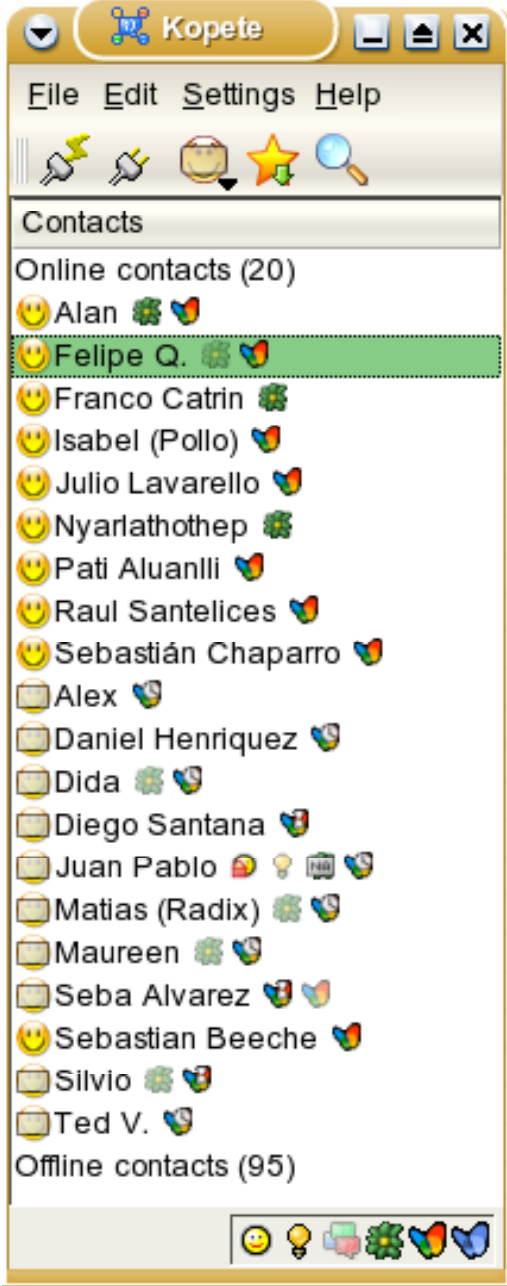 Kopete
File Edit Settings Help
Contacts
Online contacts (20)
Alan
Felipe Q.
Franco Catrin
Isabel (Pollo)
Julio Lavarello
Nyarlathothep
Pati Aluanlli
Raul Santelices
Sebastián Chaparro
Alex
Daniel Henriquez
Dida
Diego Santana
Juan Pablo NA
Matias (Radix)
Maureen
Seba Alvarez
Sebastian Beeche
Silvio
Ted V.
Offline contacts (95)